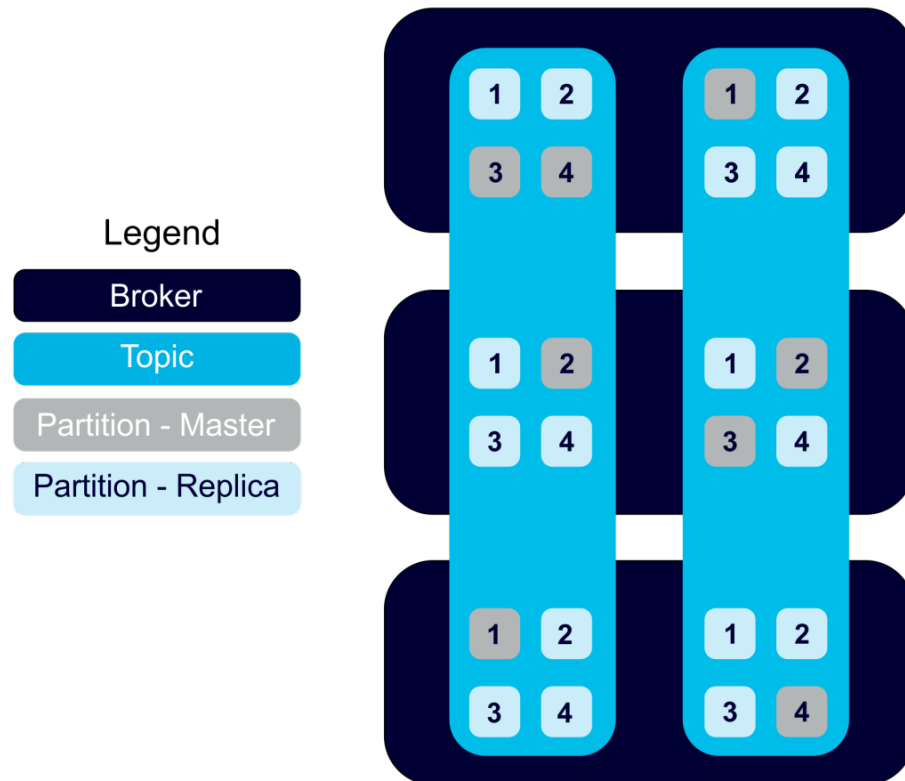 Legend
Broker
Topic
Partition - Master
Partition - Replica
1 2 1 2
3 4 3 4
1 2 1 2
3 4 3 4
1 2 1 2
3 4 3 4